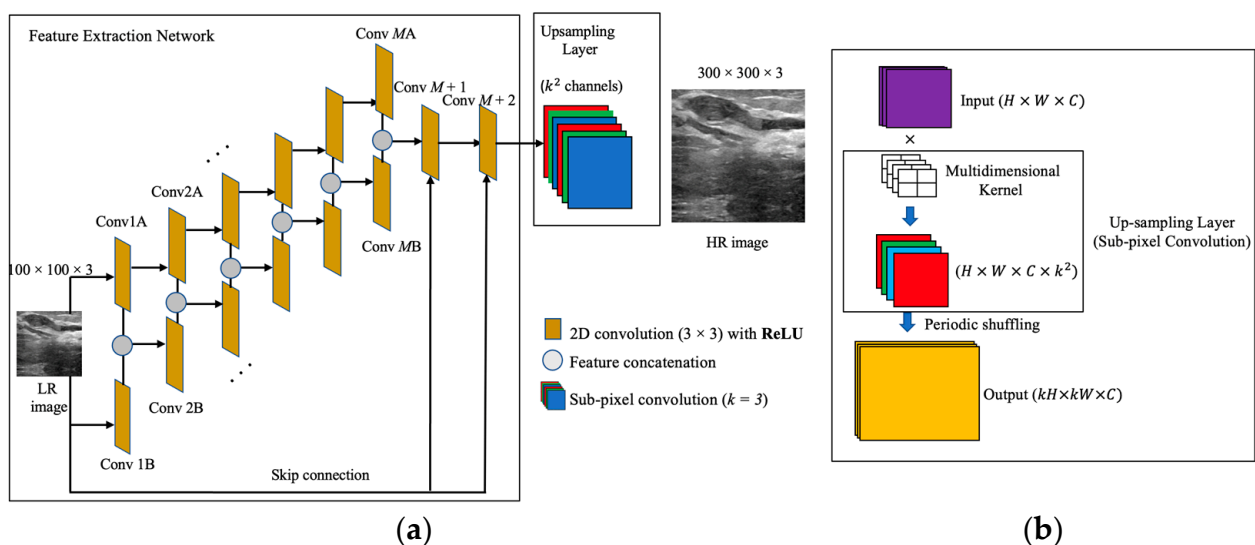 Feature Extraction Network
Conv MA
Conv M + 1
Conv M + 2
Conv2A
Conv1A
. . .
100 × 100 × 3
LR
image
Conv 1B
Conv 2B
. . .
Conv MB
Skip connection
Upsampling
Layer
(k² channels)
300 × 300 × 3
HR image
2D convolution (3 × 3) with ReLU
Feature concatenation
Sub-pixel convolution (k = 3)
(a)
Input (H × W × C)
×
Multidimensional
Kernel
(H × W × C × k²)
Up-sampling Layer
(Sub-pixel Convolution)
Periodic shuffling
Output (kH×kW×C)
(b)